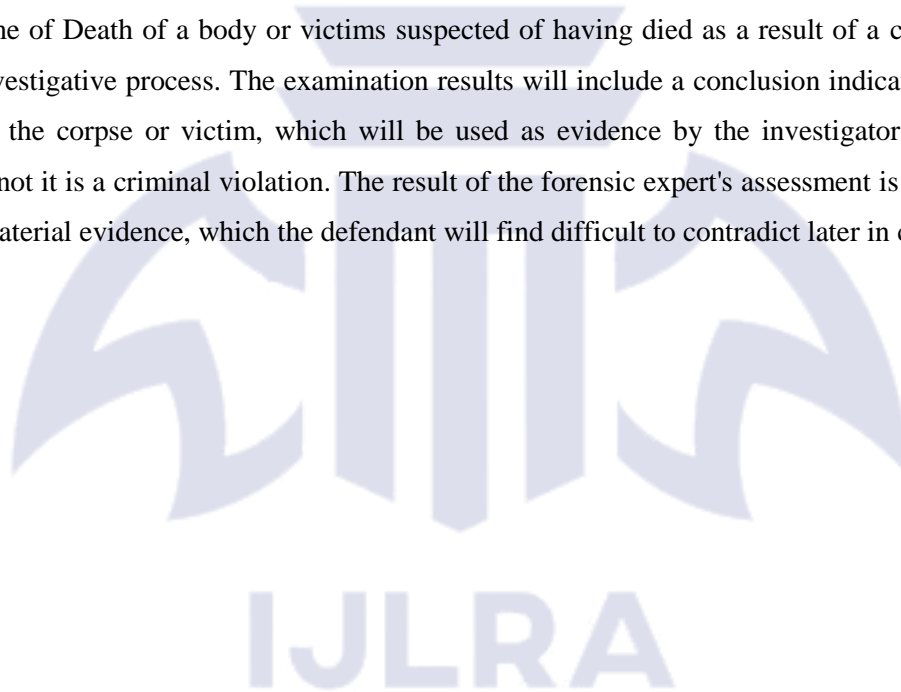 ne of Death of a body or victims suspected of having died as a result of a c
vestigative process. The examination results will include a conclusion indica
the corpse or victim, which will be used as evidence by the investigator
not it is a criminal violation. The result of the forensic expert's assessment is
aterial evidence, which the defendant will find difficult to contradict later in c
IJLRA